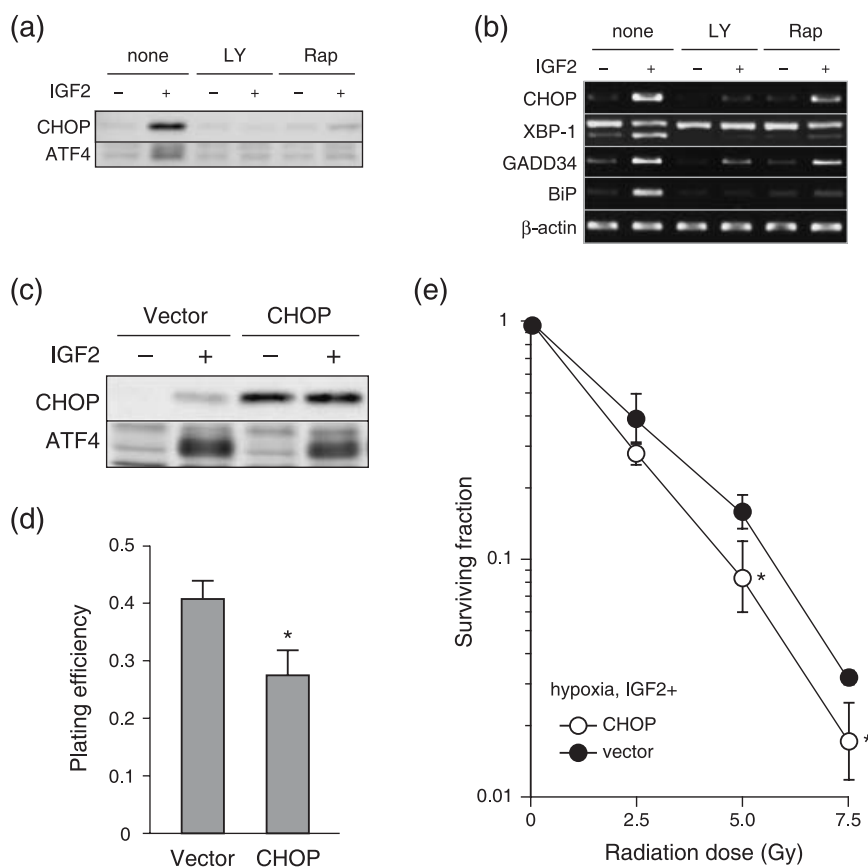 (a)
none LY Rap
IGF2 – + – + – +
CHOP
ATF4
(b)
none LY Rap
IGF2 – + – + – +
CHOP
XBP-1
GADD34
BiP
β-actin
(c)
Vector CHOP
IGF2 – + – +
CHOP
ATF4
(d)
Plating efficiency
0.5
0.4
0.3
0.2
0.1
0
*
Vector CHOP
(e)
Surviving fraction
1
0.1
0.01
*
*
hypoxia, IGF2+
CHOP
vector
0 2.5 5.0 7.5
Radiation dose (Gy)